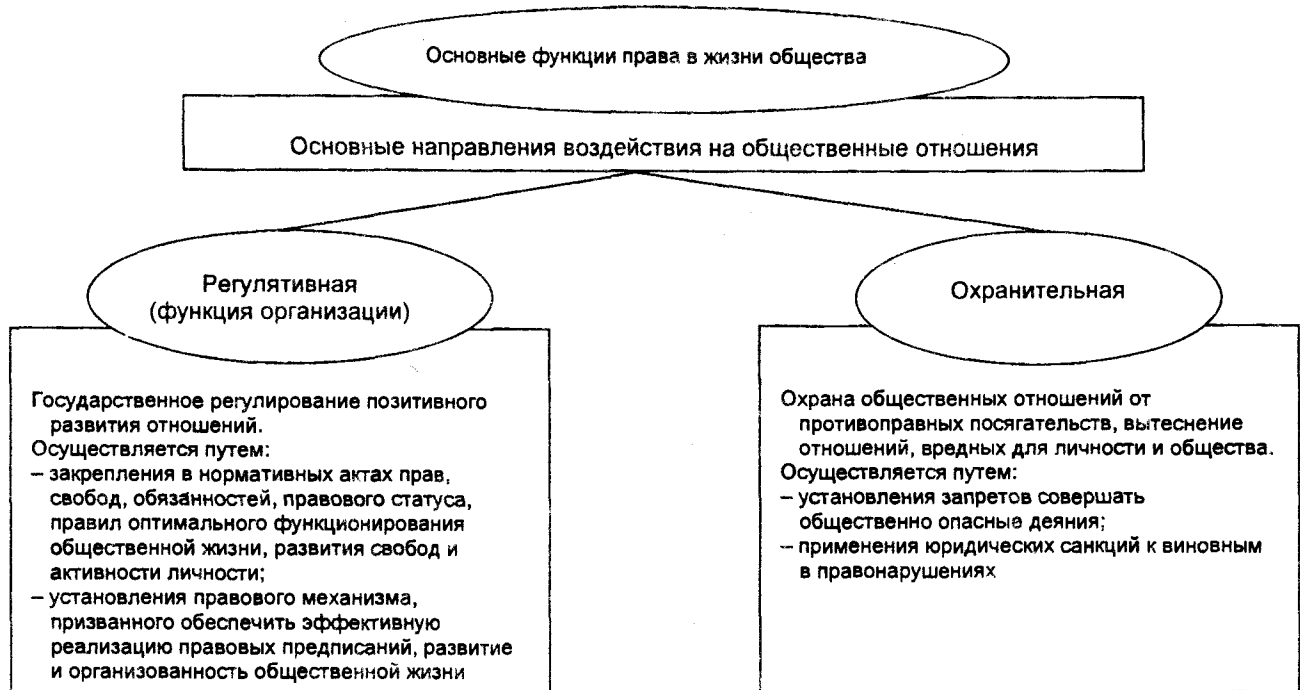 Основные функции права в жизни общества
Основные направления воздействия на общественные отношения
Регулятивная
(функция организации)
Государственное регулирование позитивного
развития отношений.
Осуществляется путем:
– закрепления в нормативных актах прав,
свобод, обязанностей, правового статуса,
правил оптимального функционирования
общественной жизни, развития свобод и
активности личности;
– установления правового механизма,
призванного обеспечить эффективную
реализацию правовых предписаний, развитие
и организованность общественной жизни
Охранительная
Охрана общественных отношений от
противоправных посягательств, вытеснение
отношений, вредных для личности и общества.
Осуществляется путем:
– установления запретов совершать
общественно опасные деяния;
– применения юридических санкций к виновным
в правонарушениях